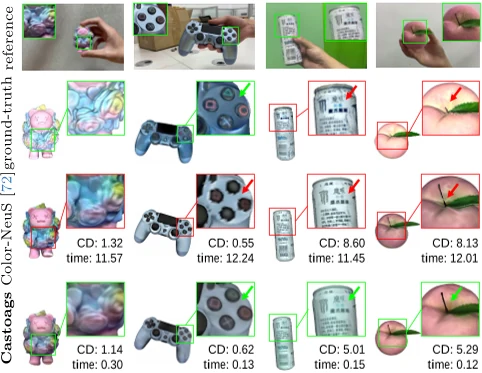 reference
ground-truth
Color-NeuS [72]
CD: 1.32
time: 11.57
CD: 0.55
time: 12.24
CD: 8.60
time: 11.45
CD: 8.13
time: 12.01
Castoags
CD: 1.14
time: 0.30
CD: 0.62
time: 0.13
CD: 5.01
time: 0.15
CD: 5.29
time: 0.12